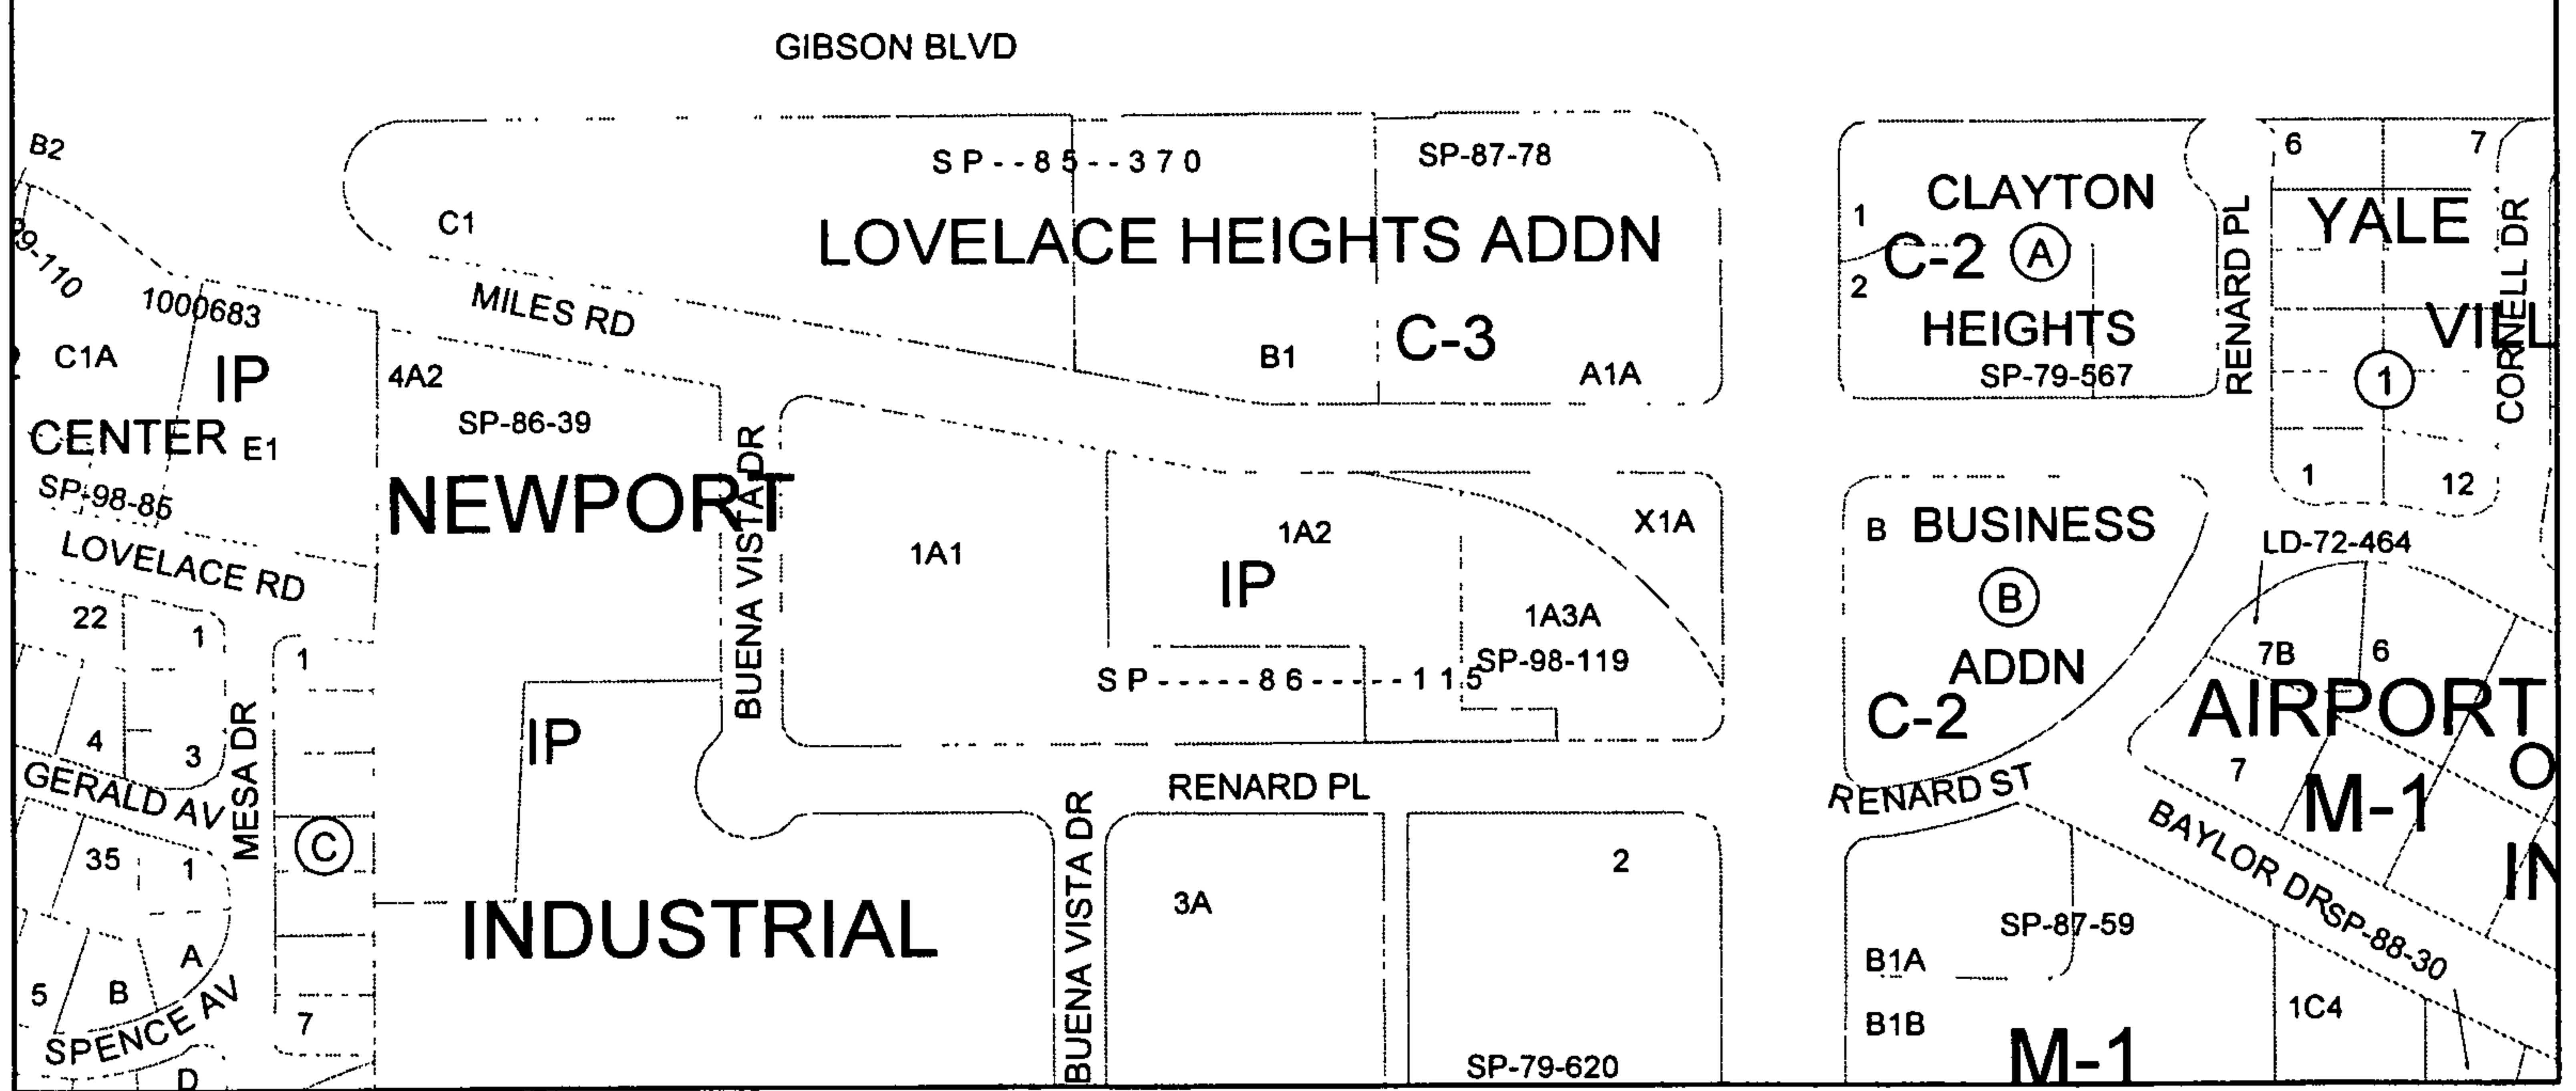 GIBSON BLVD
B2
C1A
1000683
IP
CENTER
E1
SP-98-85
LOVELACE RD
C1
SP--85--370
SP-87-78
LOVELACE HEIGHTS ADDN
C-3
B1
A1A
MILES RD
4A2
SP-86-39
NEWPORT
BUENA VISTA DR
1A1
1A2
IP
X1A
1A3A
SP-98-119
SP-----86-----115
IP
INDUSTRIAL
RENARD PL
BUENA VISTA DR
3A
2
SP-79-620
22
1
4
3
GERALD AV
MESA DR
1
C
7
35
1
A
5
B
SPENCE AV
D
1
CLAYTON
C-2
A
2
HEIGHTS
SP-79-567
RENARD PL
6
7
YALE
CORNELL DR
1
1
12
B
BUSINESS
B
ADDN
C-2
RENARD ST
LD-72-464
7B
6
AIRPORT
7
M-1
BAYLOR DR
SP-88-30
SP-87-59
B1A
B1B
M-1
1C4